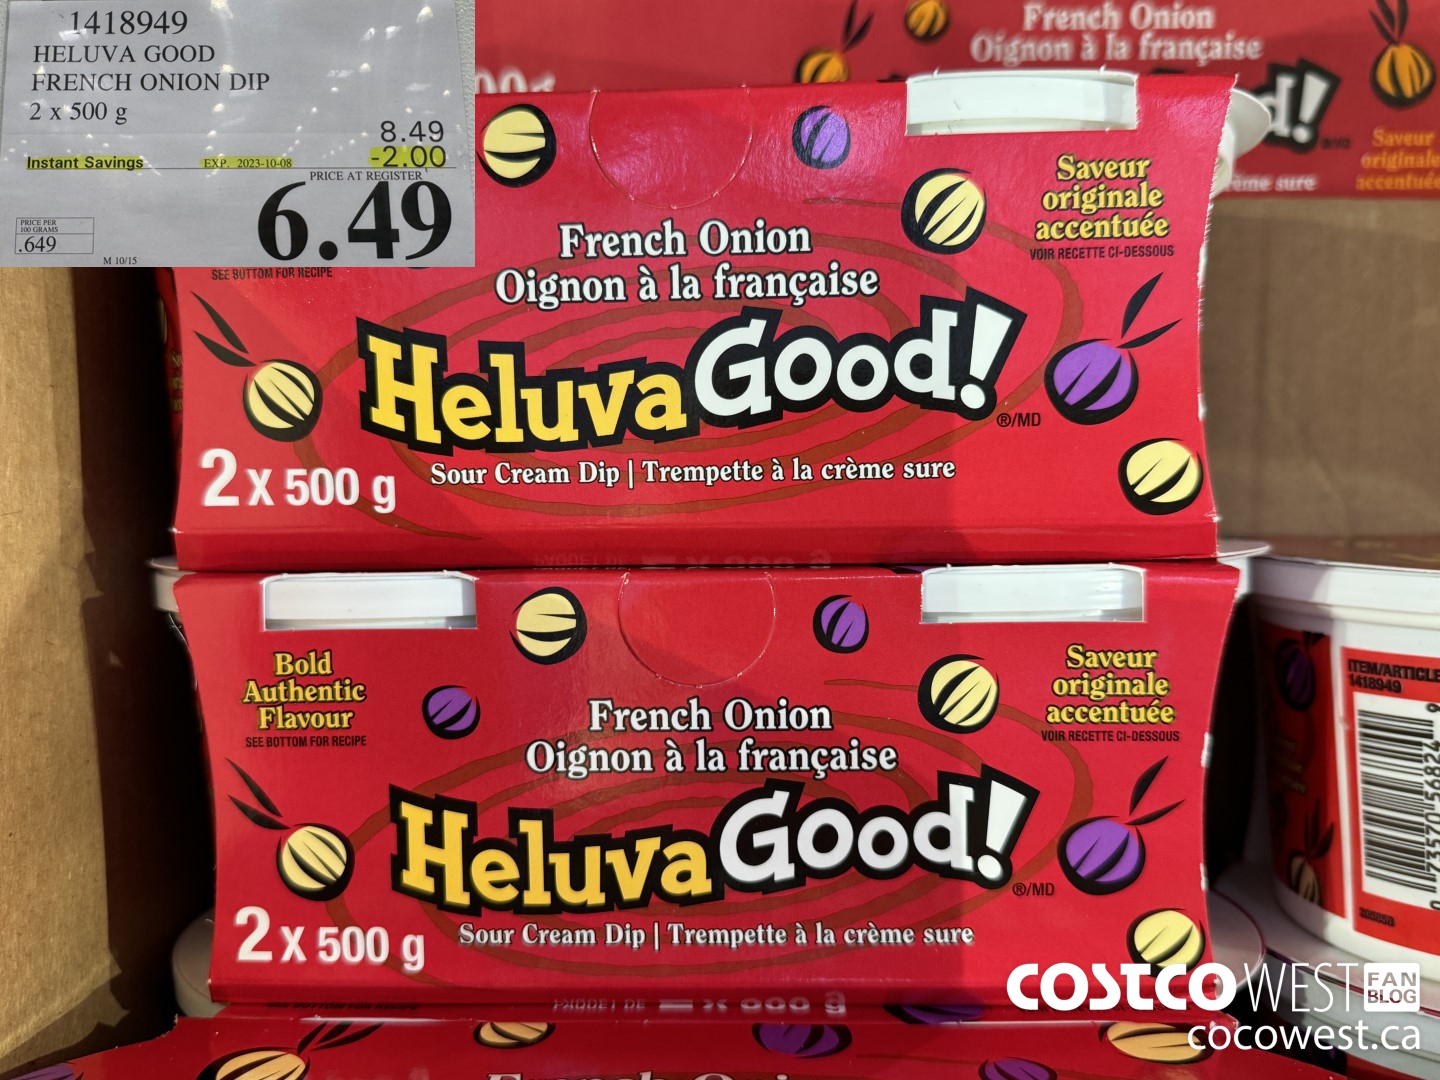 1418949
HELUVA GOOD
FRENCH ONION DIP
2 x 500 g
8.49
Instant Savings
EXP. 2023-10-08
-2.00
PRICE AT REGISTER
6.49
PRICE PER
100 GRAMS
.649
M 10/15
French Onion
Oignon à la française
d!
Saveur
originale
accentuée
SEE BOTTOM FOR RECIPE
Saveur
originale
accentuée
VOIR RECETTE CI-DESSOUS
French Onion
Oignon à la française
Heluva Good!
®/MD
2 x 500 g
Sour Cream Dip | Trempette à la crème sure
Bold
Authentic
Flavour
SEE BOTTOM FOR RECIPE
Saveur
originale
accentuée
VOIR RECETTE CI-DESSOUS
French Onion
Oignon à la française
Heluva Good!
®/MD
2 x 500 g
Sour Cream Dip | Trempette à la crème sure
ITEM/ARTICLE
1418949
COSTCO WEST FAN BLOG
cocowest.ca